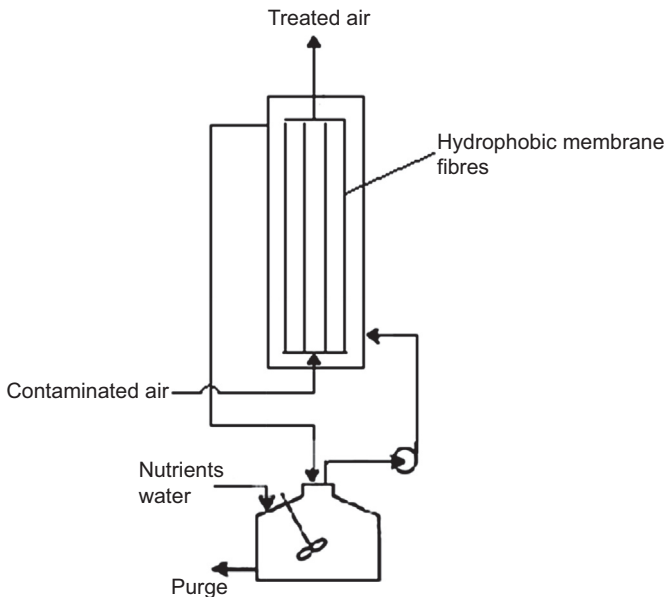 Treated air
Hydrophobic membrane
fibres
Contaminated air
Nutrients
water
Purge